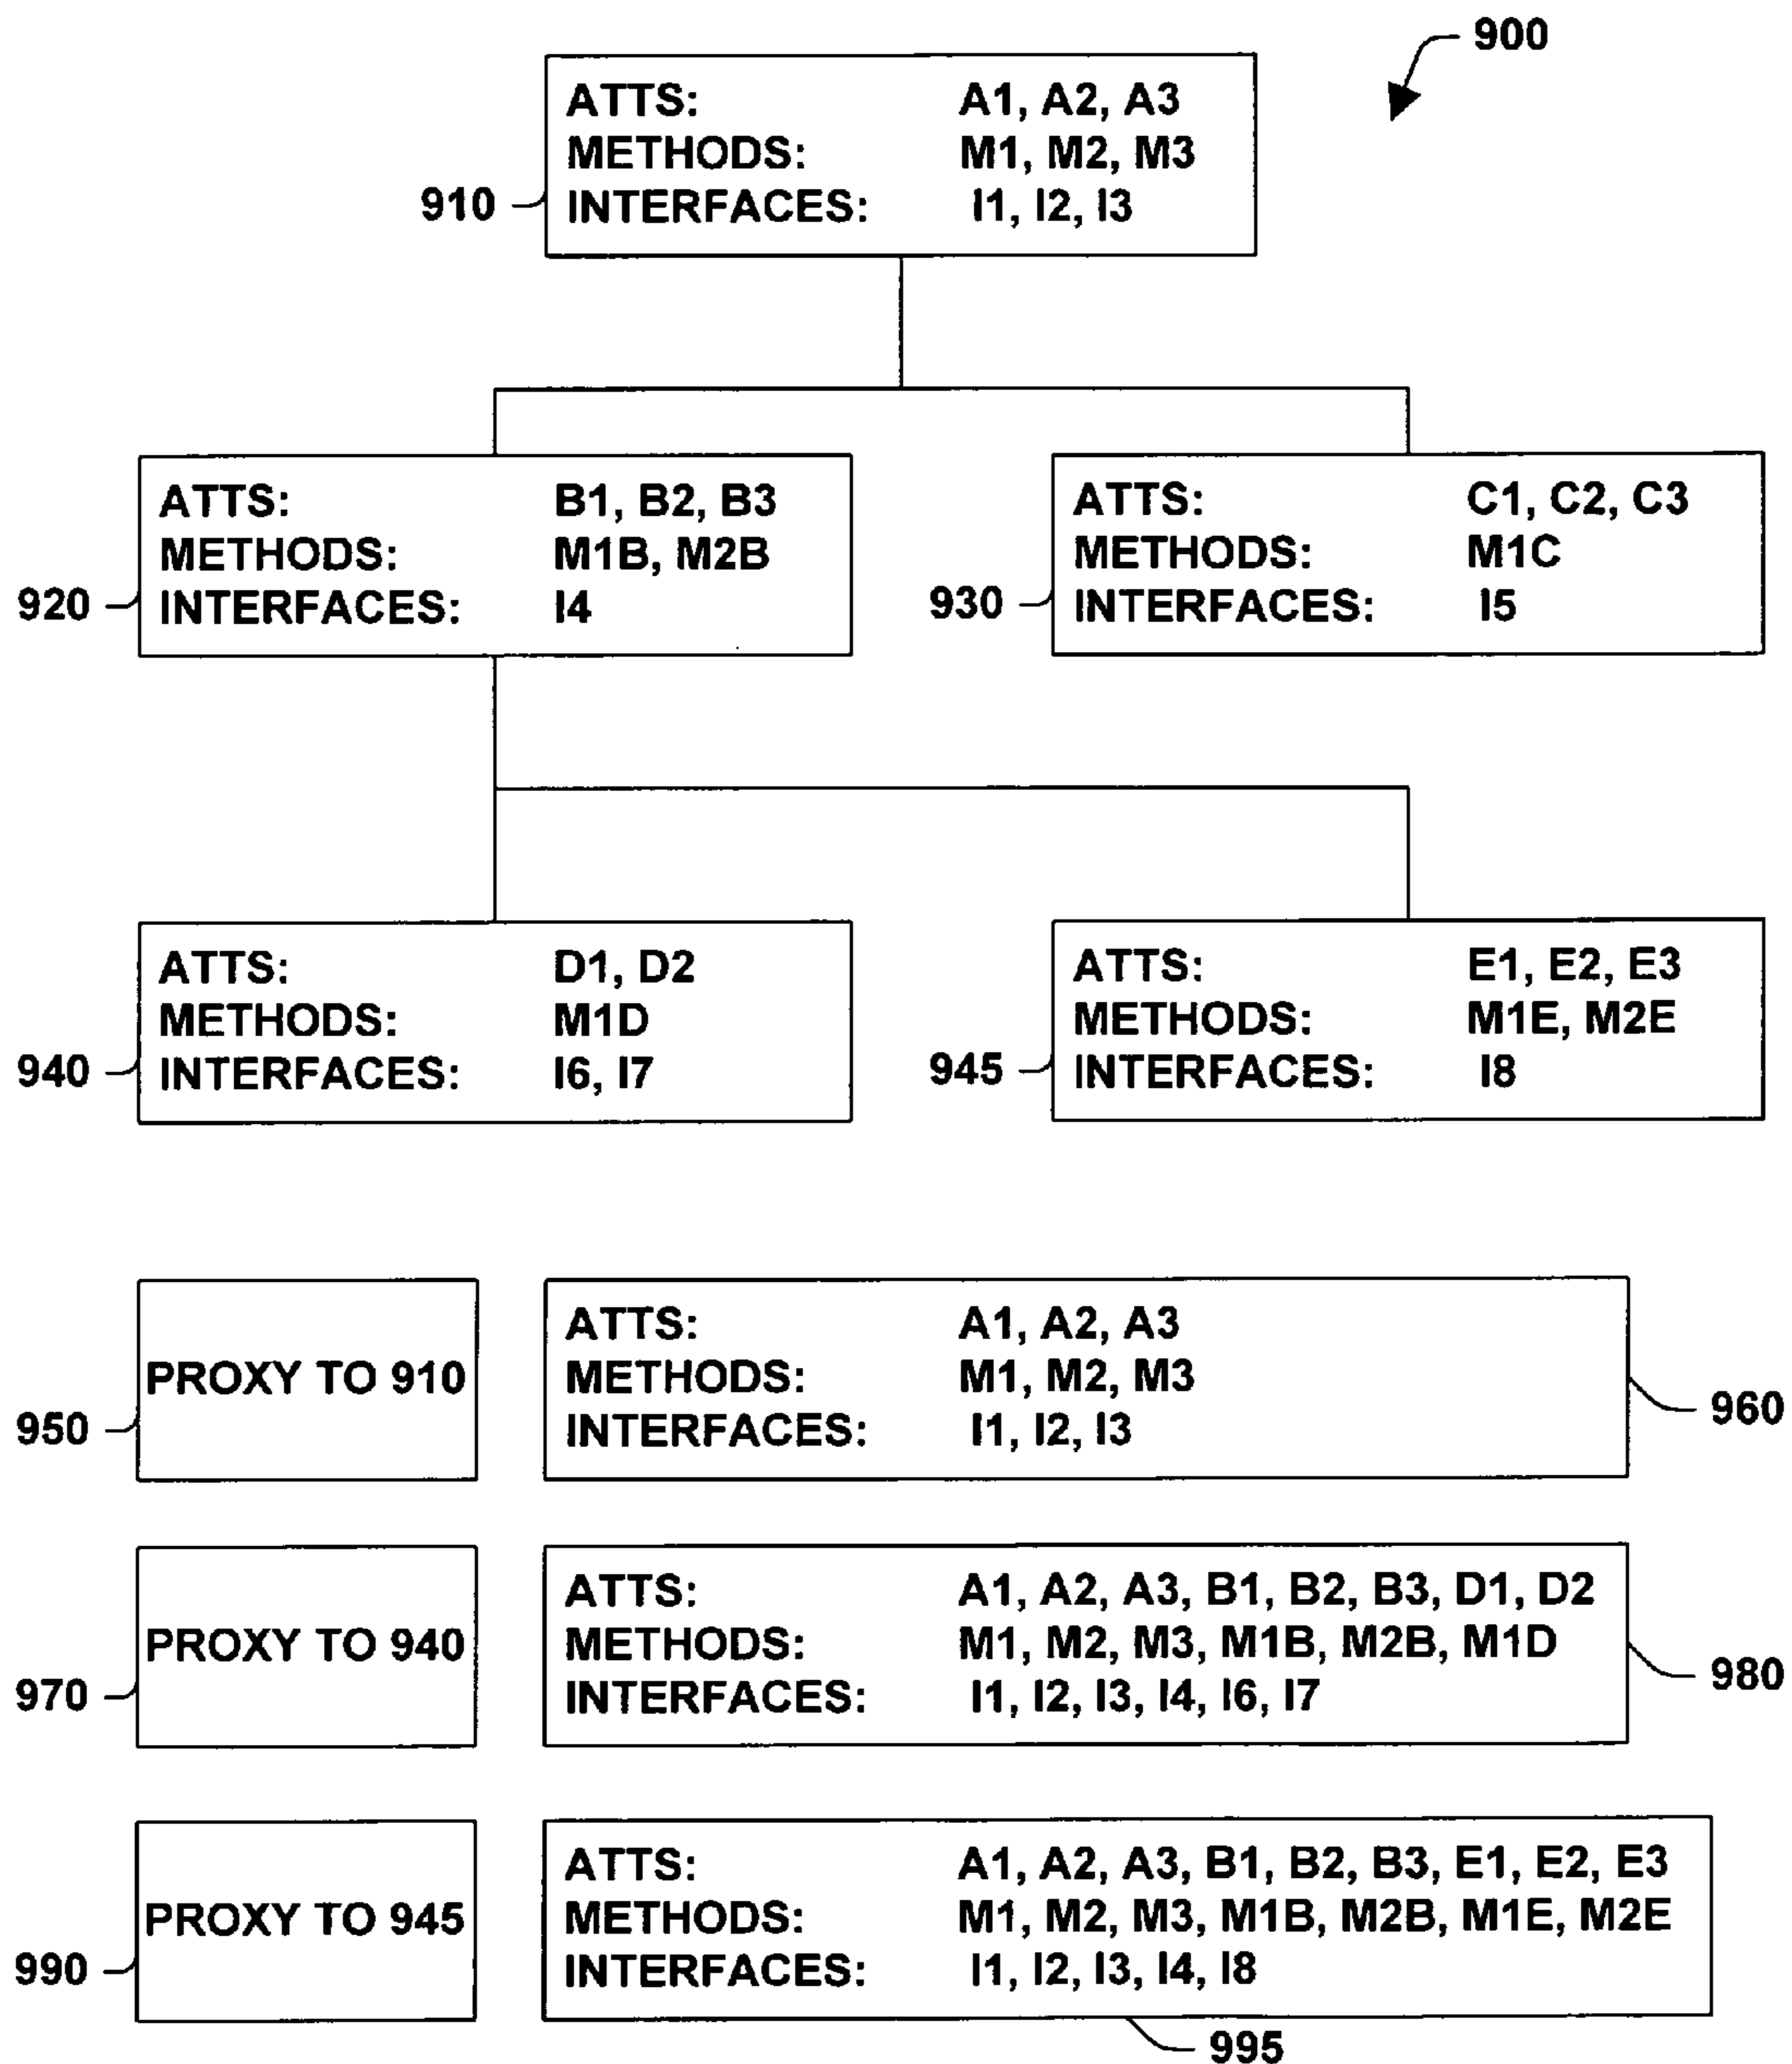 900
ATTS: A1, A2, A3
METHODS: M1, M2, M3
910 INTERFACES: I1, I2, I3
ATTS: B1, B2, B3
METHODS: M1B, M2B
920 INTERFACES: I4
ATTS: C1, C2, C3
METHODS: M1C
930 INTERFACES: I5
ATTS: D1, D2
METHODS: M1D
940 INTERFACES: I6, I7
ATTS: E1, E2, E3
METHODS: M1E, M2E
945 INTERFACES: I8
PROXY TO 910
950
ATTS: A1, A2, A3
METHODS: M1, M2, M3
INTERFACES: I1, I2, I3
960
PROXY TO 940
970
ATTS: A1, A2, A3, B1, B2, B3, D1, D2
METHODS: M1, M2, M3, M1B, M2B, M1D
INTERFACES: I1, I2, I3, I4, I6, I7
980
PROXY TO 945
990
ATTS: A1, A2, A3, B1, B2, B3, E1, E2, E3
METHODS: M1, M2, M3, M1B, M2B, M1E, M2E
INTERFACES: I1, I2, I3, I4, I8
995